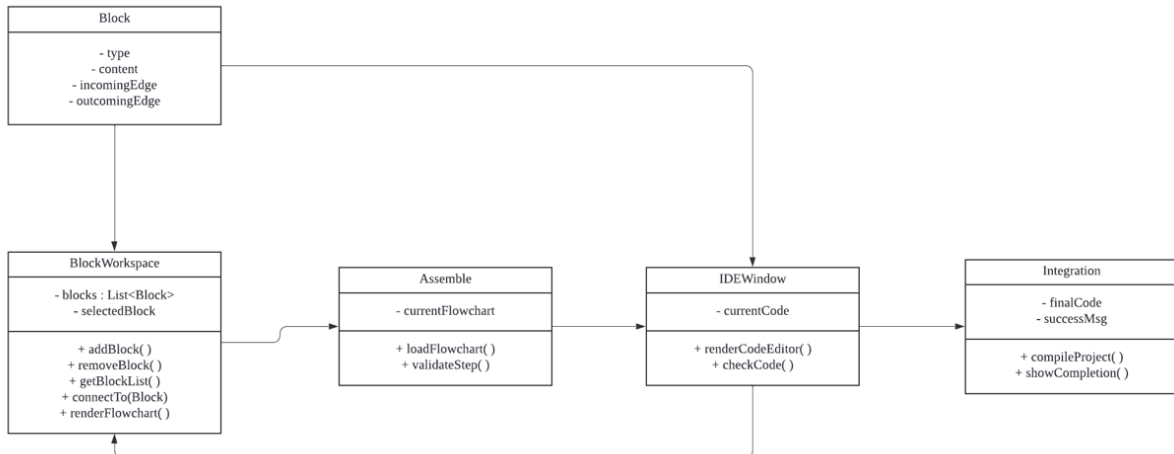 Block
- type
- content
- incomingEdge
- outcomingEdge
BlockWorkspace
- blocks : List<Block>
- selectedBlock
+ addBlock( )
+ removeBlock( )
+ getBlockList( )
+ connectTo(Block)
+ renderFlowchart( )
Assemble
- currentFlowchart
+ loadFlowchart( )
+ validateStep( )
IDEWindow
- currentCode
+ renderCodeEditor( )
+ checkCode( )
Integration
- finalCode
- successMsg
+ compileProject( )
+ showCompletion( )